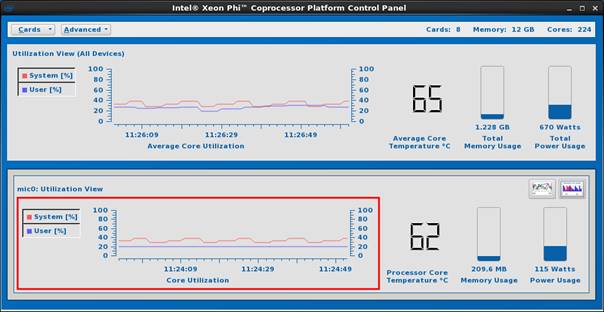 Intel® Xeon Phi™ Coprocessor Platform Control Panel
Cards Advanced Cards: 8 Memory: 12 GB Cores: 224
Utilization View (All Devices)
System [%]
User [%]
100 100
80 80
60 60
40 40
20 20
0 0
11:26:09 11:26:29 11:26:49
Average Core Utilization
65
Average Core
Temperature °C
1.228 GB
Total
Memory Usage
670 Watts
Total
Power Usage
mic0: Utilization View
System [%]
User [%]
100 100
80 80
60 60
40 40
20 20
0 0
11:24:09 11:24:29 11:24:49
Core Utilization
62
Processor Core
Temperature °C
209.6 MB
Memory Usage
115 Watts
Power Usage